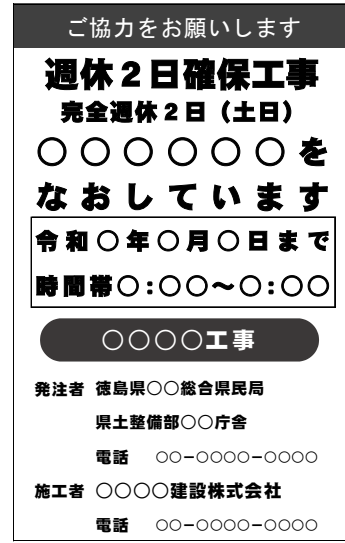 ご協力をお願いします
週休２日確保工事
完全週休２日（土日）
○○○○○○を
なおしています
令和○年○月○日まで
時間帯○:○○～○:○○
○○○○工事
発注者 徳島県○○総合県民局
県土整備部○○庁舎
電話 ○○−○○○○−○○○○
施工者 ○○○○建設株式会社
電話 ○○−○○○○−○○○○